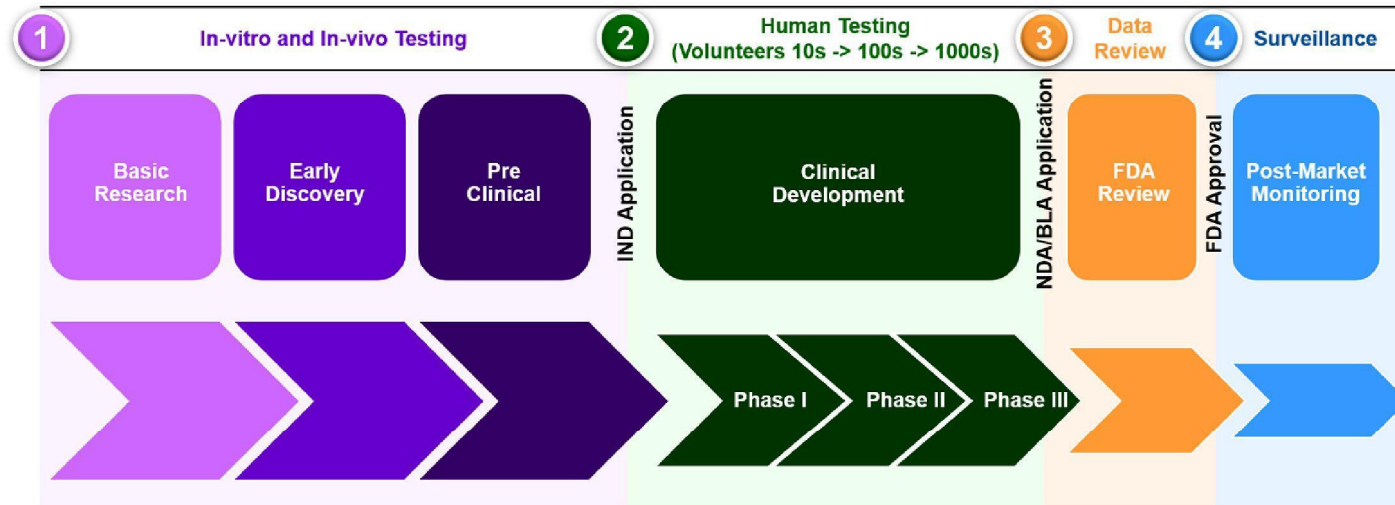 1
In-vitro and In-vivo Testing
2
Human Testing
(Volunteers 10s -> 100s -> 1000s)
3
Data
Review
4
Surveillance
Basic
Research
Early
Discovery
Pre
Clinical
IND Application
Clinical
Development
NDA/BLA Application
FDA
Review
FDA Approval
Post-Market
Monitoring
Phase I
Phase II
Phase III